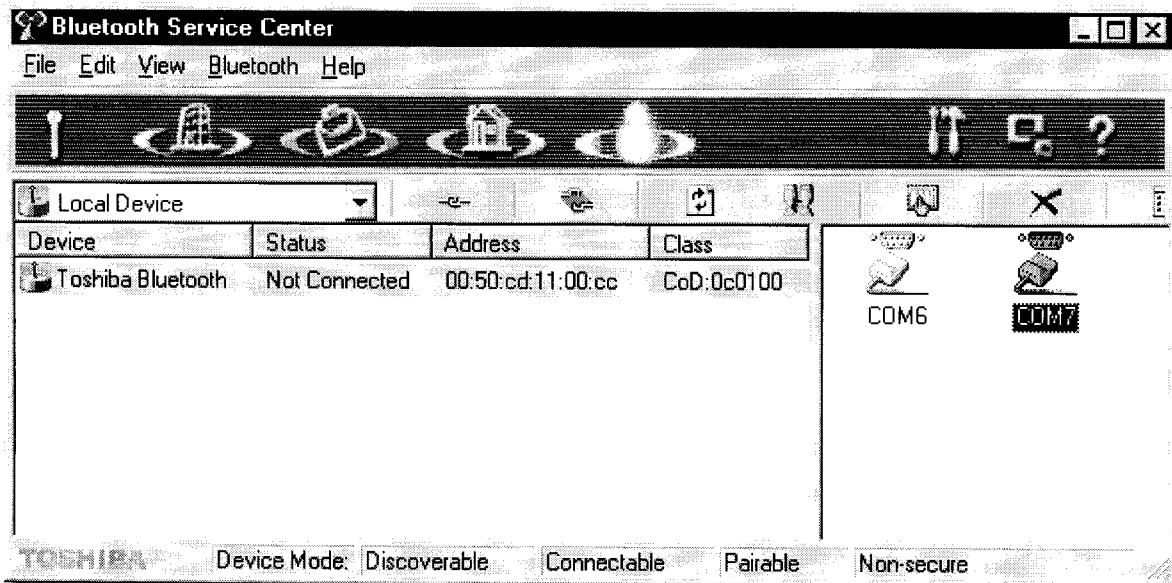 Bluetooth Service Center
File Edit View Bluetooth Help
?
Local Device
Device Status Address Class
Toshiba Bluetooth Not Connected 00:50:cd:11:00:cc CoD:0c0100
COM6 COM7
TOSHIBA Device Mode: Discoverable Connectable Pairable Non-secure